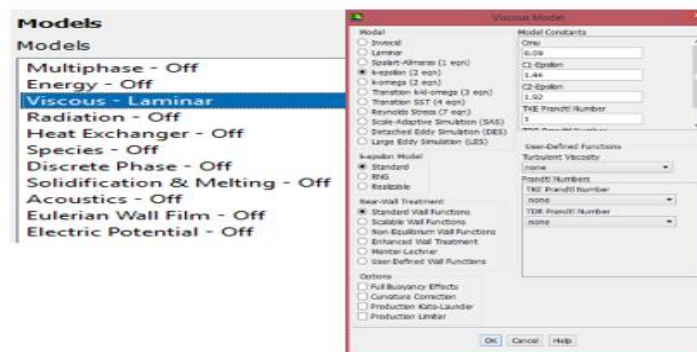 Models
Models
Multiphase - Off
Energy - Off
Viscous - Laminar
Radiation - Off
Heat Exchanger - Off
Species - Off
Discrete Phase - Off
Solidification & Melting - Off
Acoustics - Off
Eulerian Wall Film - Off
Electric Potential - Off
Viscous Model
Model
Inviscid
Laminar
Spalart-Allmaras (1 eqn)
k-epsilon (2 eqn)
k-omega (2 eqn)
Transition k-kl-omega (3 eqn)
Transition SST (4 eqn)
Reynolds Stress (7 eqn)
Scale-Adaptive Simulation (SAS)
Detached Eddy Simulation (DES)
Large Eddy Simulation (LES)
k-epsilon Model
Standard
RNG
Realizable
Near-Wall Treatment
Standard Wall Functions
Scalable Wall Functions
Non-Equilibrium Wall Functions
Enhanced Wall Treatment
Menter-Lechner
User-Defined Wall Functions
Options
Full Buoyancy Effects
Curvature Correction
Production Kato-Launder
Production Limiter
Model Constants
Cmu
0.09
C1-Epsilon
1.44
C2-Epsilon
1.92
TKE Prandtl Number
1
User-Defined Functions
Turbulent Viscosity
none
Prandtl Numbers
TKE Prandtl Number
none
TDR Prandtl Number
none
OK Cancel Help